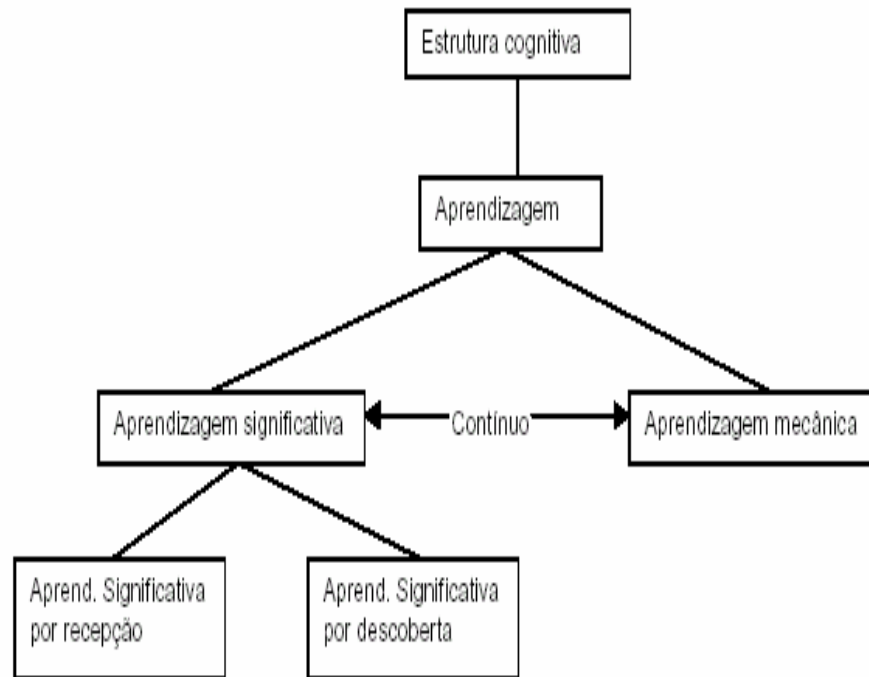 Estrutura cognitiva
Aprendizagem
Aprendizagem significativa
Contínuo
Aprendizagem mecânica
Aprend. Significativa
por recepção
Aprend. Significativa
por descoberta